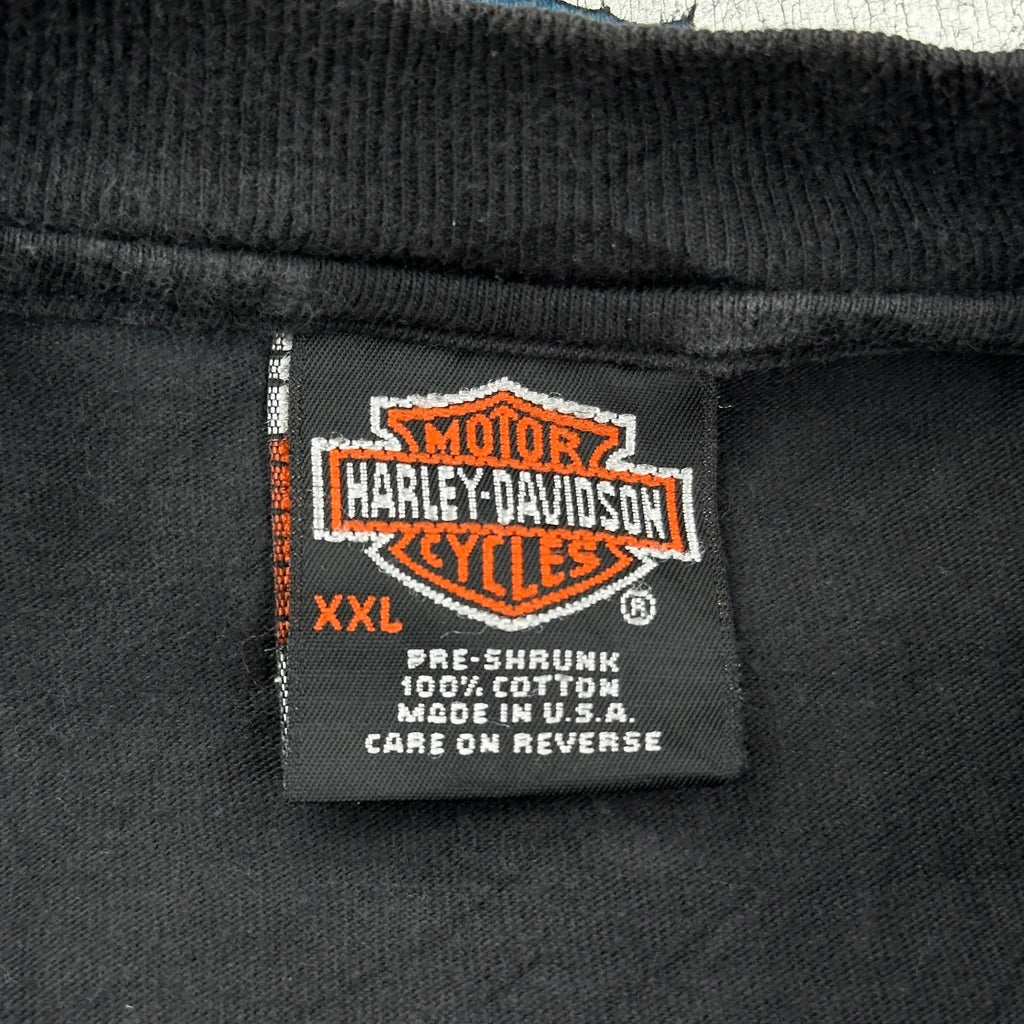 MOTOR
HARLEY-DAVIDSON
CYCLES
®
XXL
PRE-SHRUNK
100% COTTON
MADE IN U.S.A.
CARE ON REVERSE